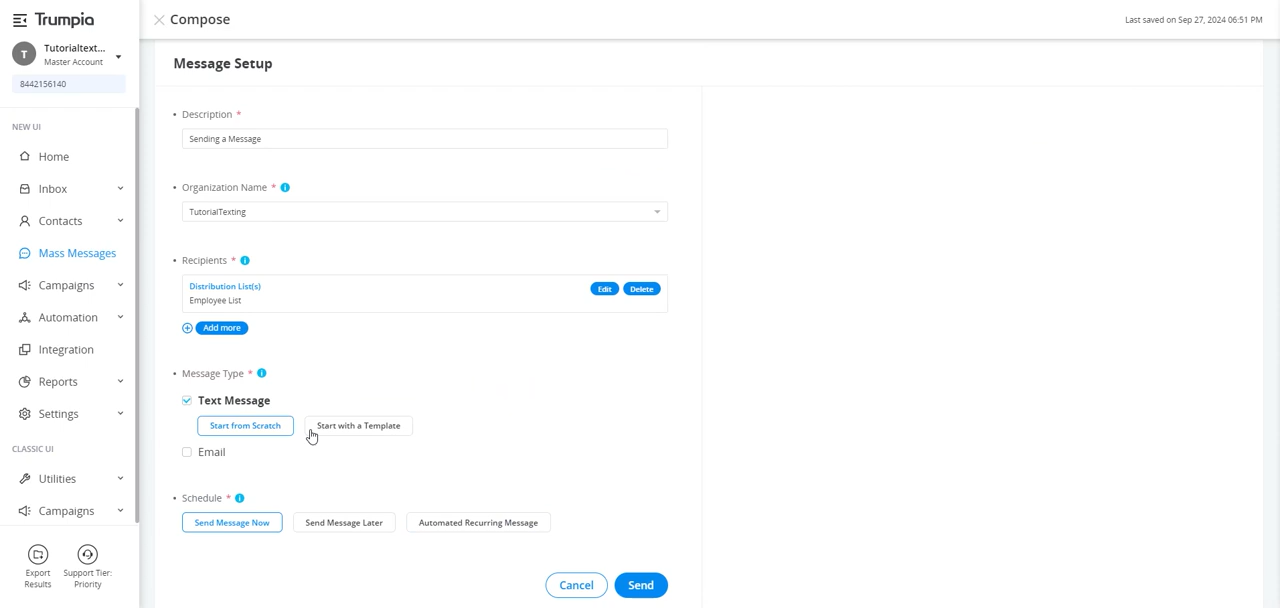 Trumpia
Compose
Last saved on Sep 27, 2024 06:51 PM
T
Tutorialtext...
Master Account
8442156140
NEW UI
Home
Inbox
Contacts
Mass Messages
Campaigns
Automation
Integration
Reports
Settings
CLASSIC UI
Utilities
Campaigns
Export
Results
Support Tier:
Priority
Message Setup
• Description *
Sending a Message
• Organization Name * i
TutorialTexting
• Recipients * i
Distribution List(s)
Employee List
Edit Delete
Add more
• Message Type * i
Text Message
Start from Scratch Start with a Template
Email
• Schedule * i
Send Message Now Send Message Later Automated Recurring Message
Cancel Send